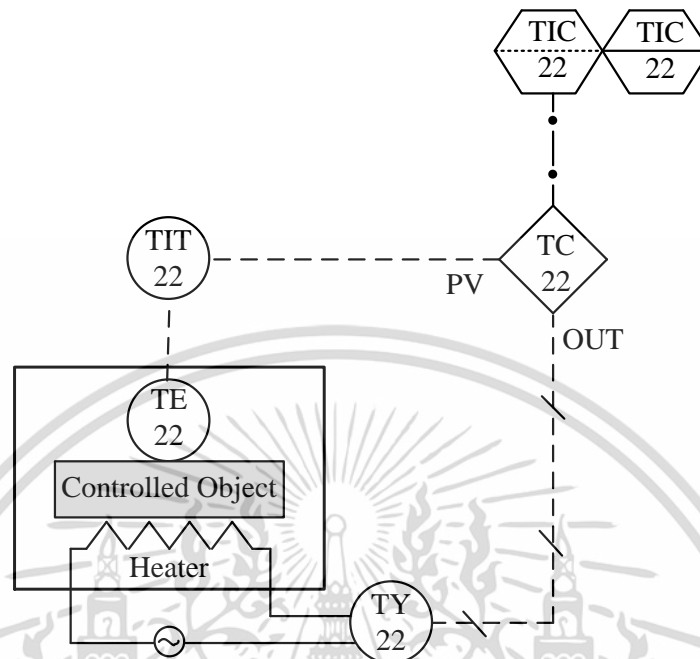 TIC
22
TIC
22
TIT
22
TC
22
PV
OUT
TE
22
Controlled Object
Heater
TY
22